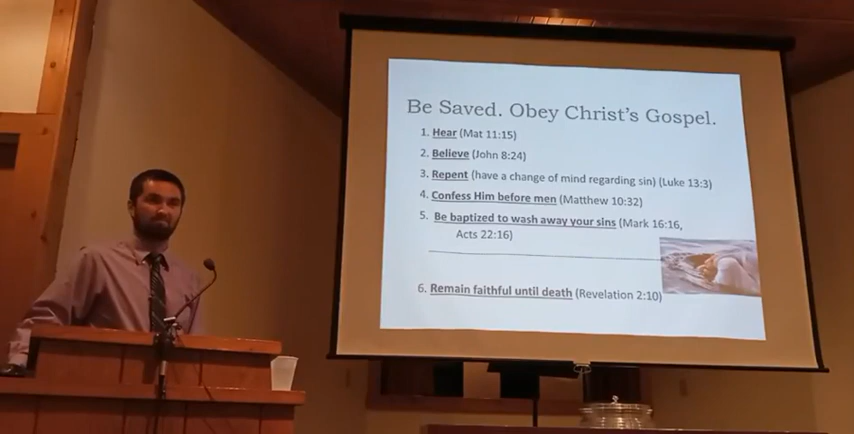 Be Saved. Obey Christ's Gospel.
1. Hear (Mat 11:15)
2. Believe (John 8:24)
3. Repent (have a change of mind regarding sin) (Luke 13:3)
4. Confess Him before men (Matthew 10:32)
5. Be baptized to wash away your sins (Mark 16:16,
Acts 22:16)
6. Remain faithful until death (Revelation 2:10)